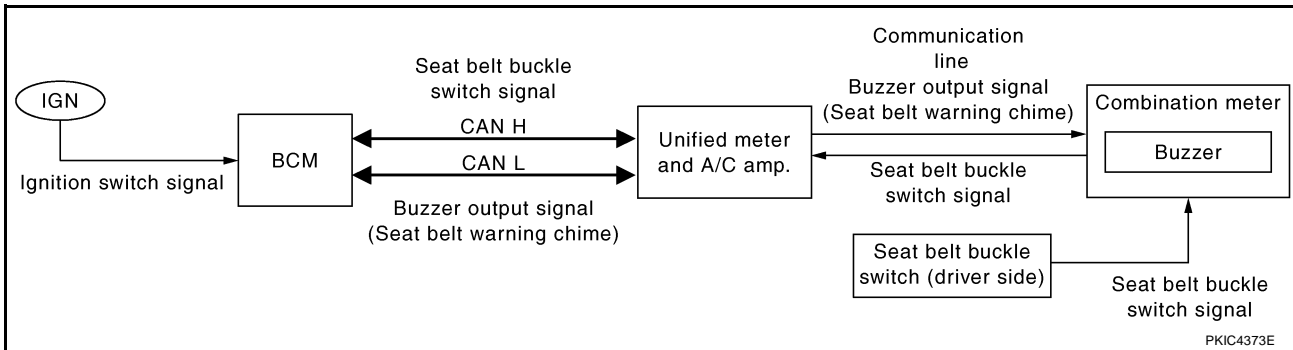 IGN
Ignition switch signal
BCM
Seat belt buckle
switch signal
CAN H
CAN L
Buzzer output signal
(Seat belt warning chime)
Unified meter
and A/C amp.
Communication
line
Buzzer output signal
(Seat belt warning chime)
Seat belt buckle
switch signal
Combination meter
Buzzer
Seat belt buckle
switch (driver side)
Seat belt buckle
switch signal
PKIC4373E